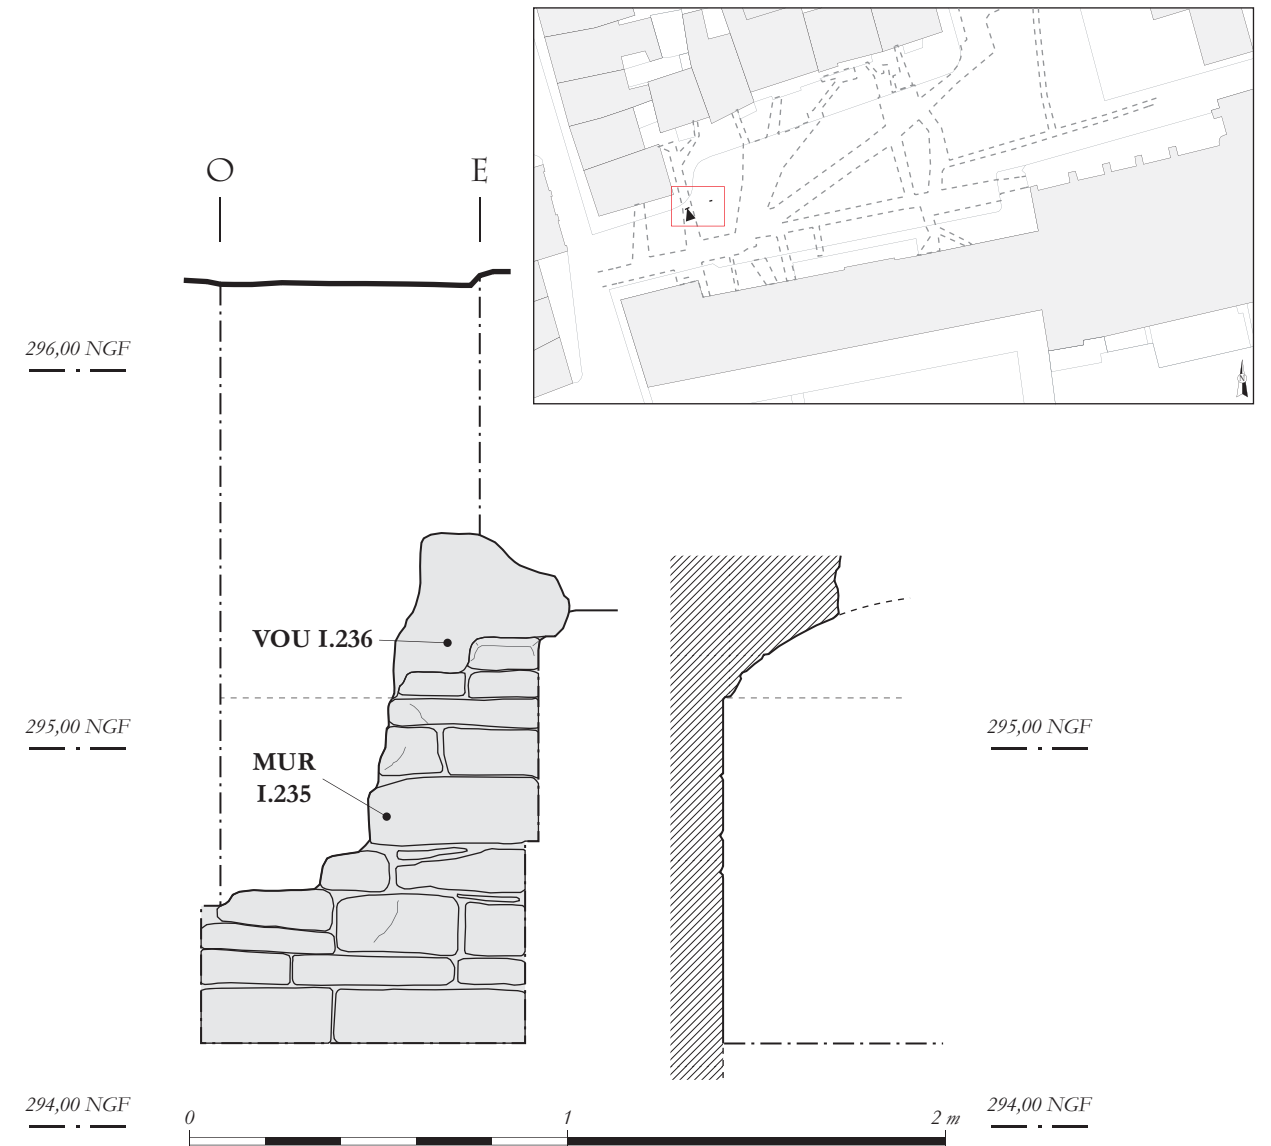 O
E
N
296,00 NGF
VOU I.236
295,00 NGF
295,00 NGF
MUR
I.235
294,00 NGF
0
1
2 m
294,00 NGF